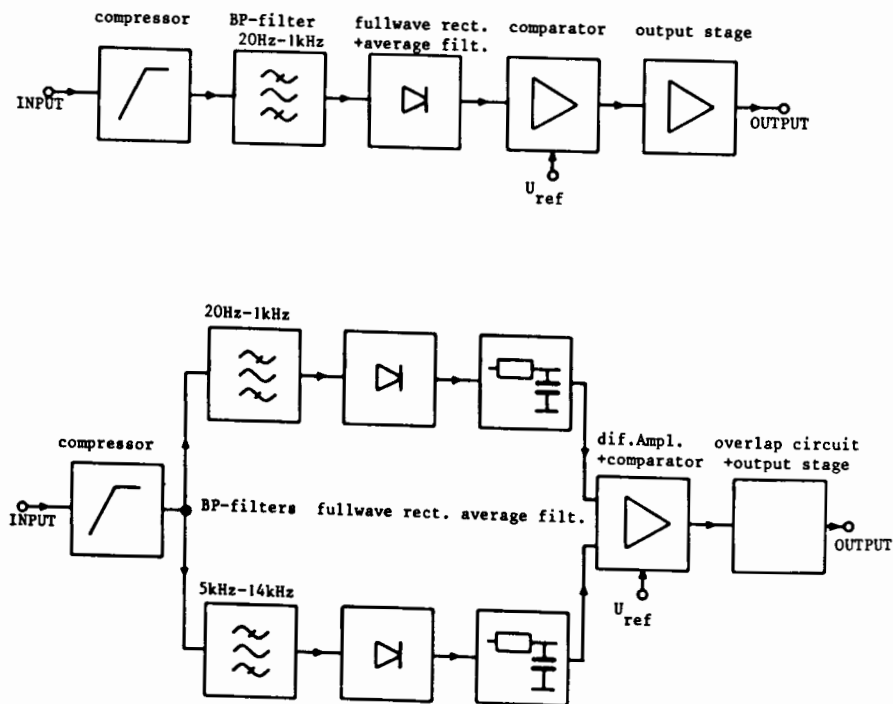 compressor
BP-filter
20Hz-1kHz
fullwave rect.
+average filt.
comparator
output stage
INPUT
OUTPUT
U ref
20Hz-1kHz
compressor
dif.Ampl.
+comparator
overlap circuit
+output stage
INPUT
BP-filters fullwave rect. average filt.
OUTPUT
5kHz-14kHz
U ref